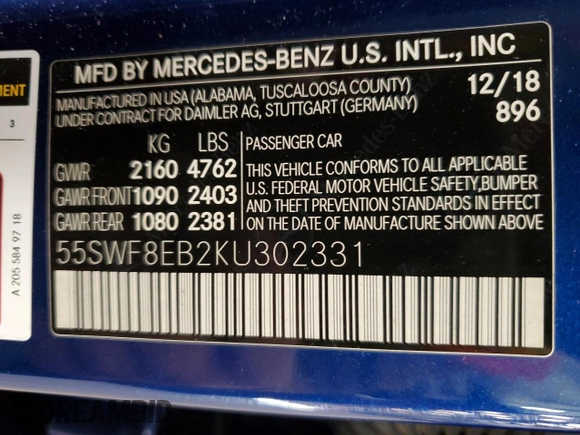 MFD BY MERCEDES-BENZ U.S. INTL., INC
MANUFACTURED IN USA (ALABAMA, TUSCALOOSA COUNTY) 12/18
UNDER CONTRACT FOR DAIMLER AG, STUTTGART (GERMANY) 896
KG LBS PASSENGER CAR
GVWR 2160 4762
GAWR FRONT 1090 2403
GAWR REAR 1080 2381
THIS VEHICLE CONFORMS TO ALL APPLICABLE
U.S. FEDERAL MOTOR VEHICLE SAFETY,BUMPER
AND THEFT PREVENTION STANDARDS IN EFFECT
ON THE DATE OF MANUFACTURE SHOWN ABOVE
55SWF8EB2KU302331
3
A 205 584 97 18
DREAMBID